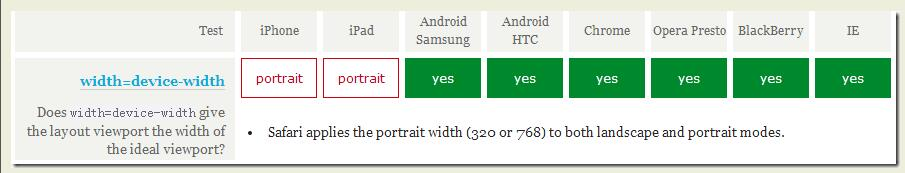 Test iPhone iPad Android Samsung Android HTC Chrome Opera Presto BlackBerry IE
width=device-width portrait portrait yes yes yes yes yes yes
Does width=device-width give
the layout viewport the width of
the ideal viewport?
• Safari applies the portrait width (320 or 768) to both landscape and portrait modes.